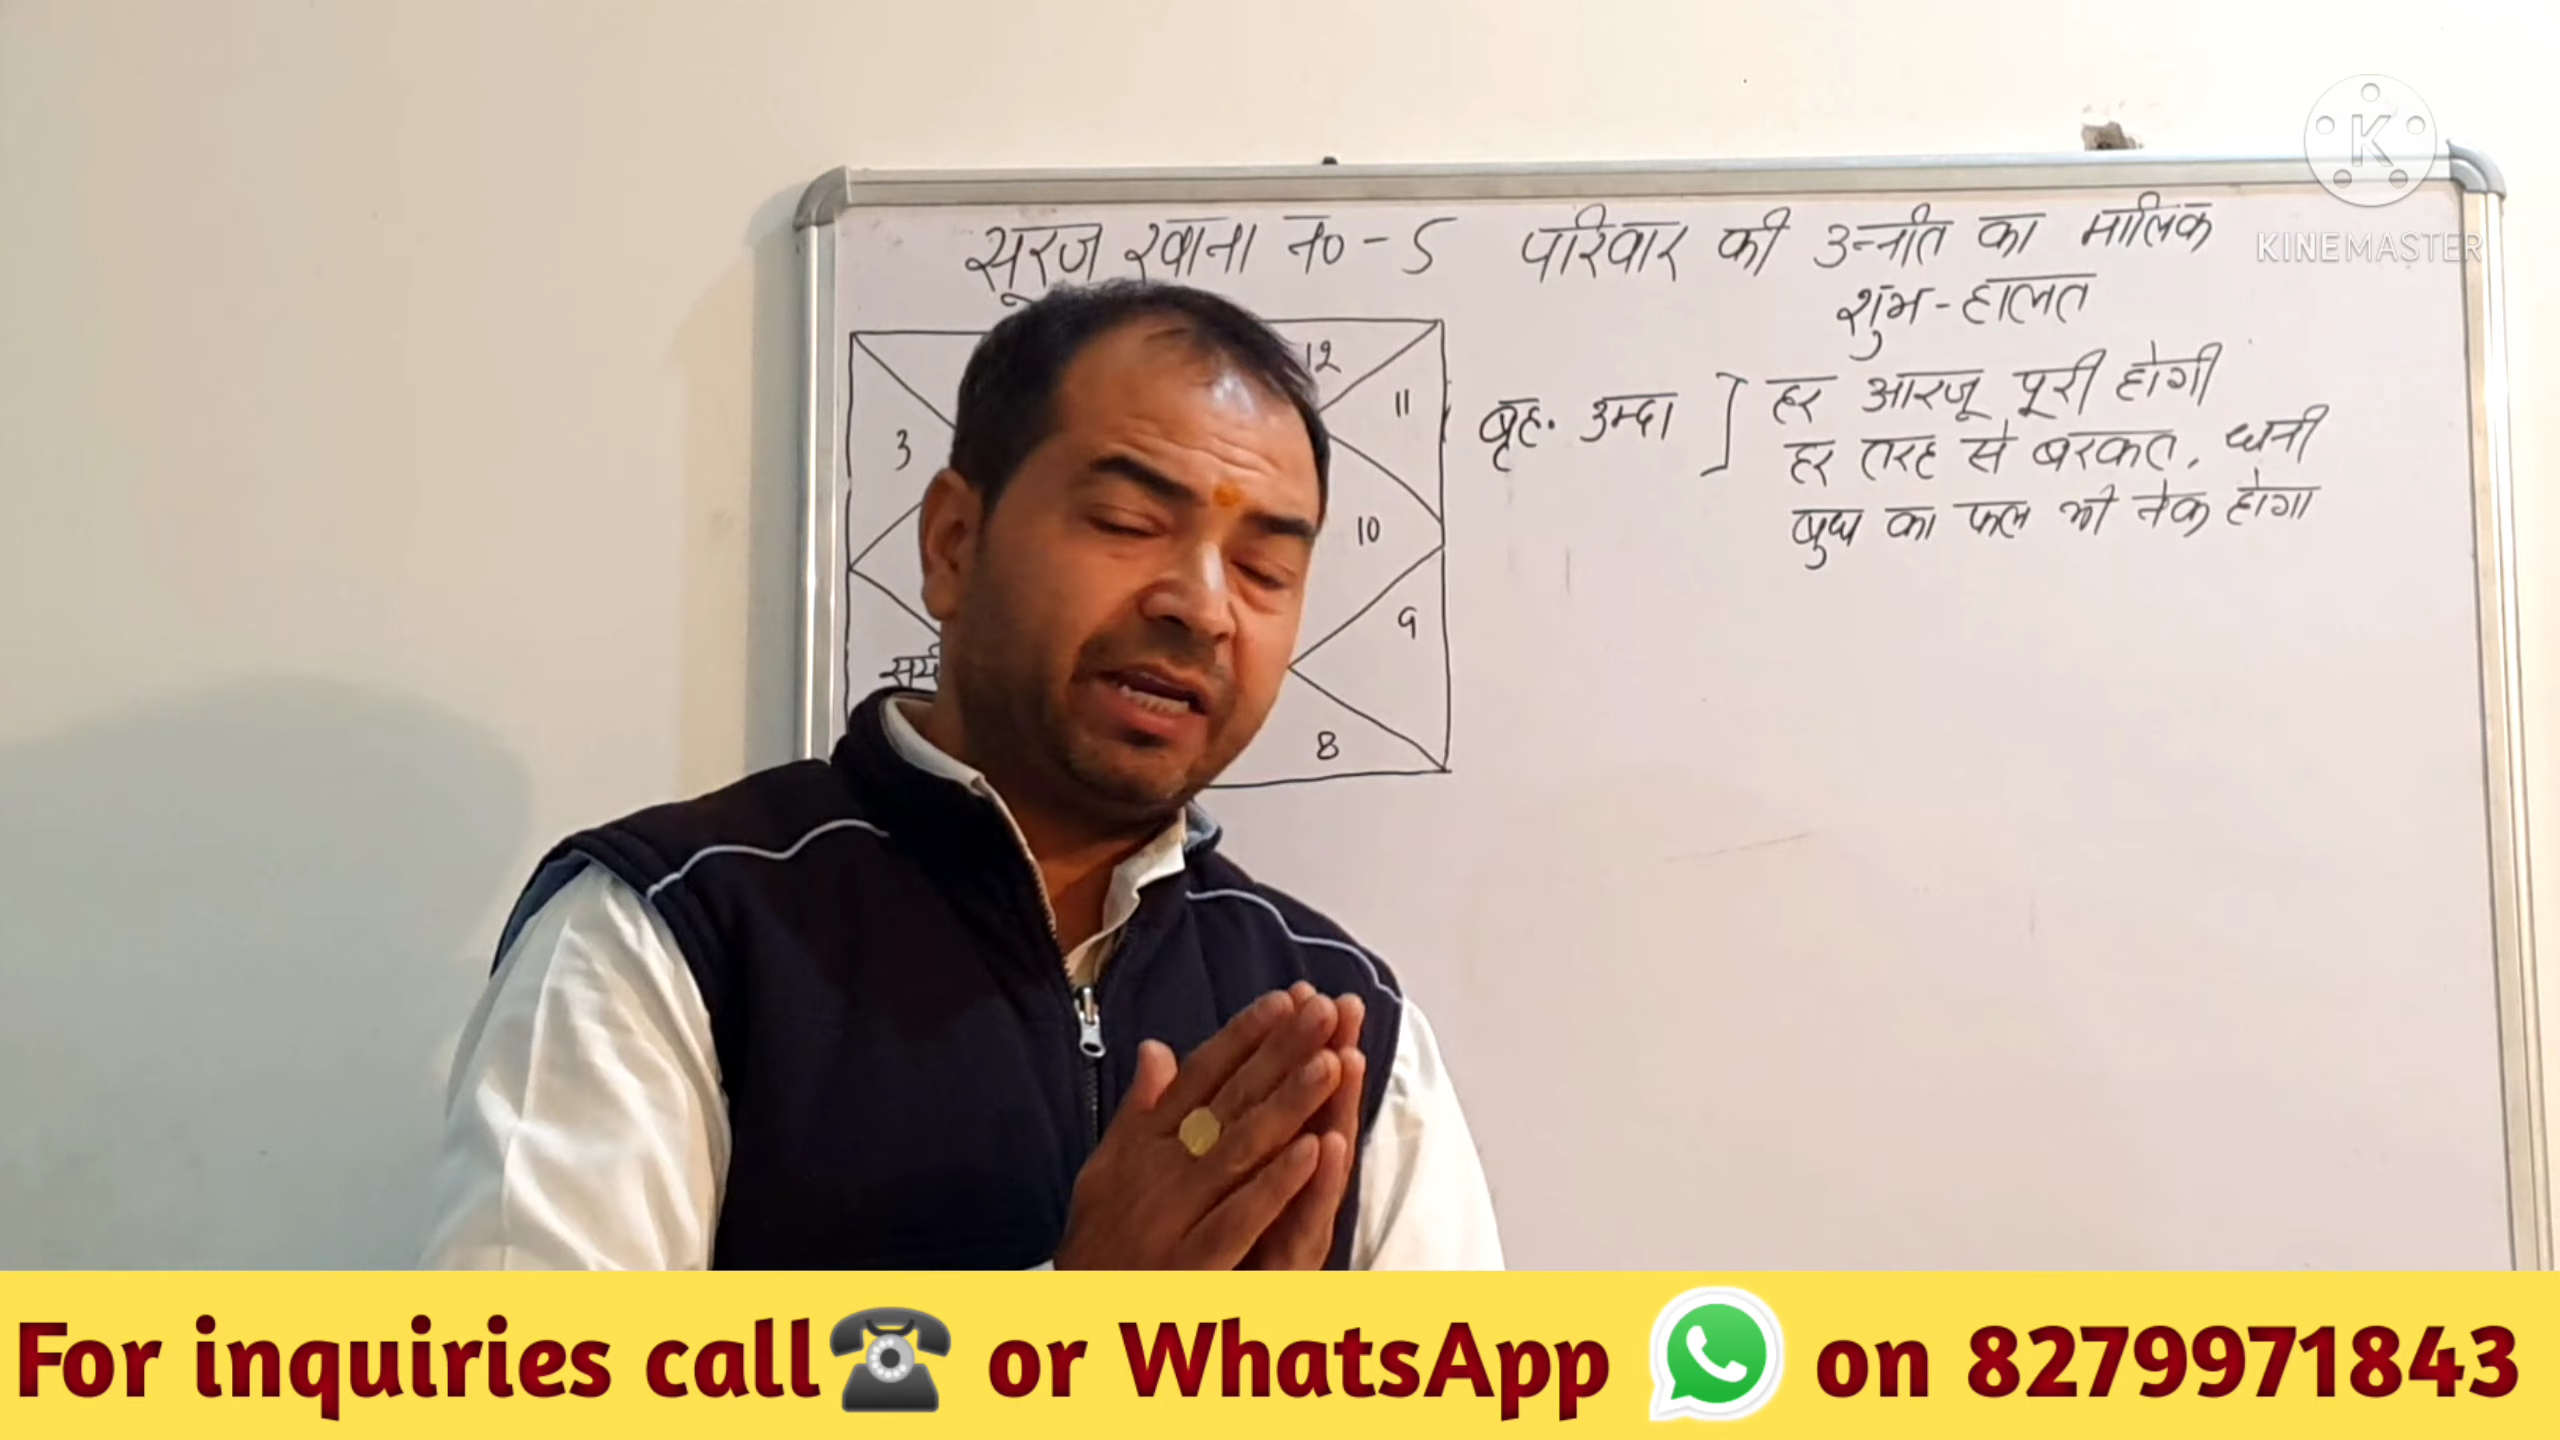 सूरज खाना न० - 5 परिवार की उन्नति का मालिक
शुभ - हालत
बृह. उम्दा ] हर आरजू पूरी होगी
हर तरह से बरकत, धनी
बुध का फल भी नेक होगा
12
11
3
10
9
8
K
KINEMASTER
For inquiries call or WhatsApp on 8279971843